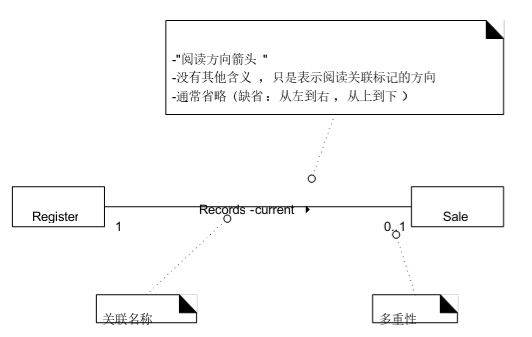 -"阅读方向箭头 "
-没有其他含义 ，只是表示阅读关联标记的方向
-通常省略（缺省：从左到右，从上到下 ）
Register
Records -current
Sale
1
0..1
关联名称
多重性